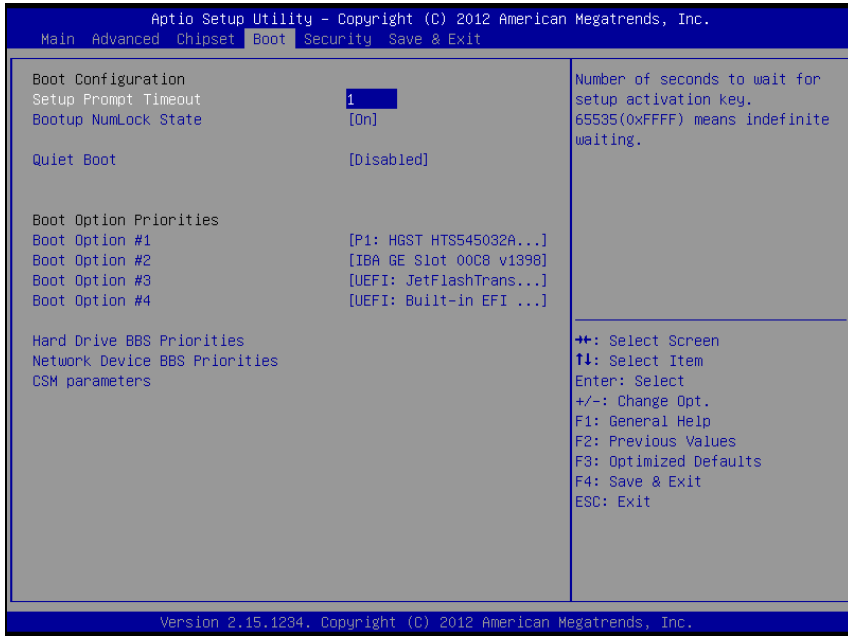 Aptio Setup Utility – Copyright (C) 2012 American Megatrends, Inc.
Main Advanced Chipset Boot Security Save & Exit
Boot Configuration
Setup Prompt Timeout 1
Bootup NumLock State [On]
Quiet Boot [Disabled]
Boot Option Priorities
Boot Option #1 [P1: HGST HTS545032A...]
Boot Option #2 [IBA GE Slot 00C8 v1398]
Boot Option #3 [UEFI: JetFlashTrans...]
Boot Option #4 [UEFI: Built-in EFI ...]
Hard Drive BBS Priorities
Network Device BBS Priorities
CSM parameters
Number of seconds to wait for
setup activation key.
65535(0xFFFF) means indefinite
waiting.
→←: Select Screen
↑↓: Select Item
Enter: Select
+/-: Change Opt.
F1: General Help
F2: Previous Values
F3: Optimized Defaults
F4: Save & Exit
ESC: Exit
Version 2.15.1234. Copyright (C) 2012 American Megatrends, Inc.